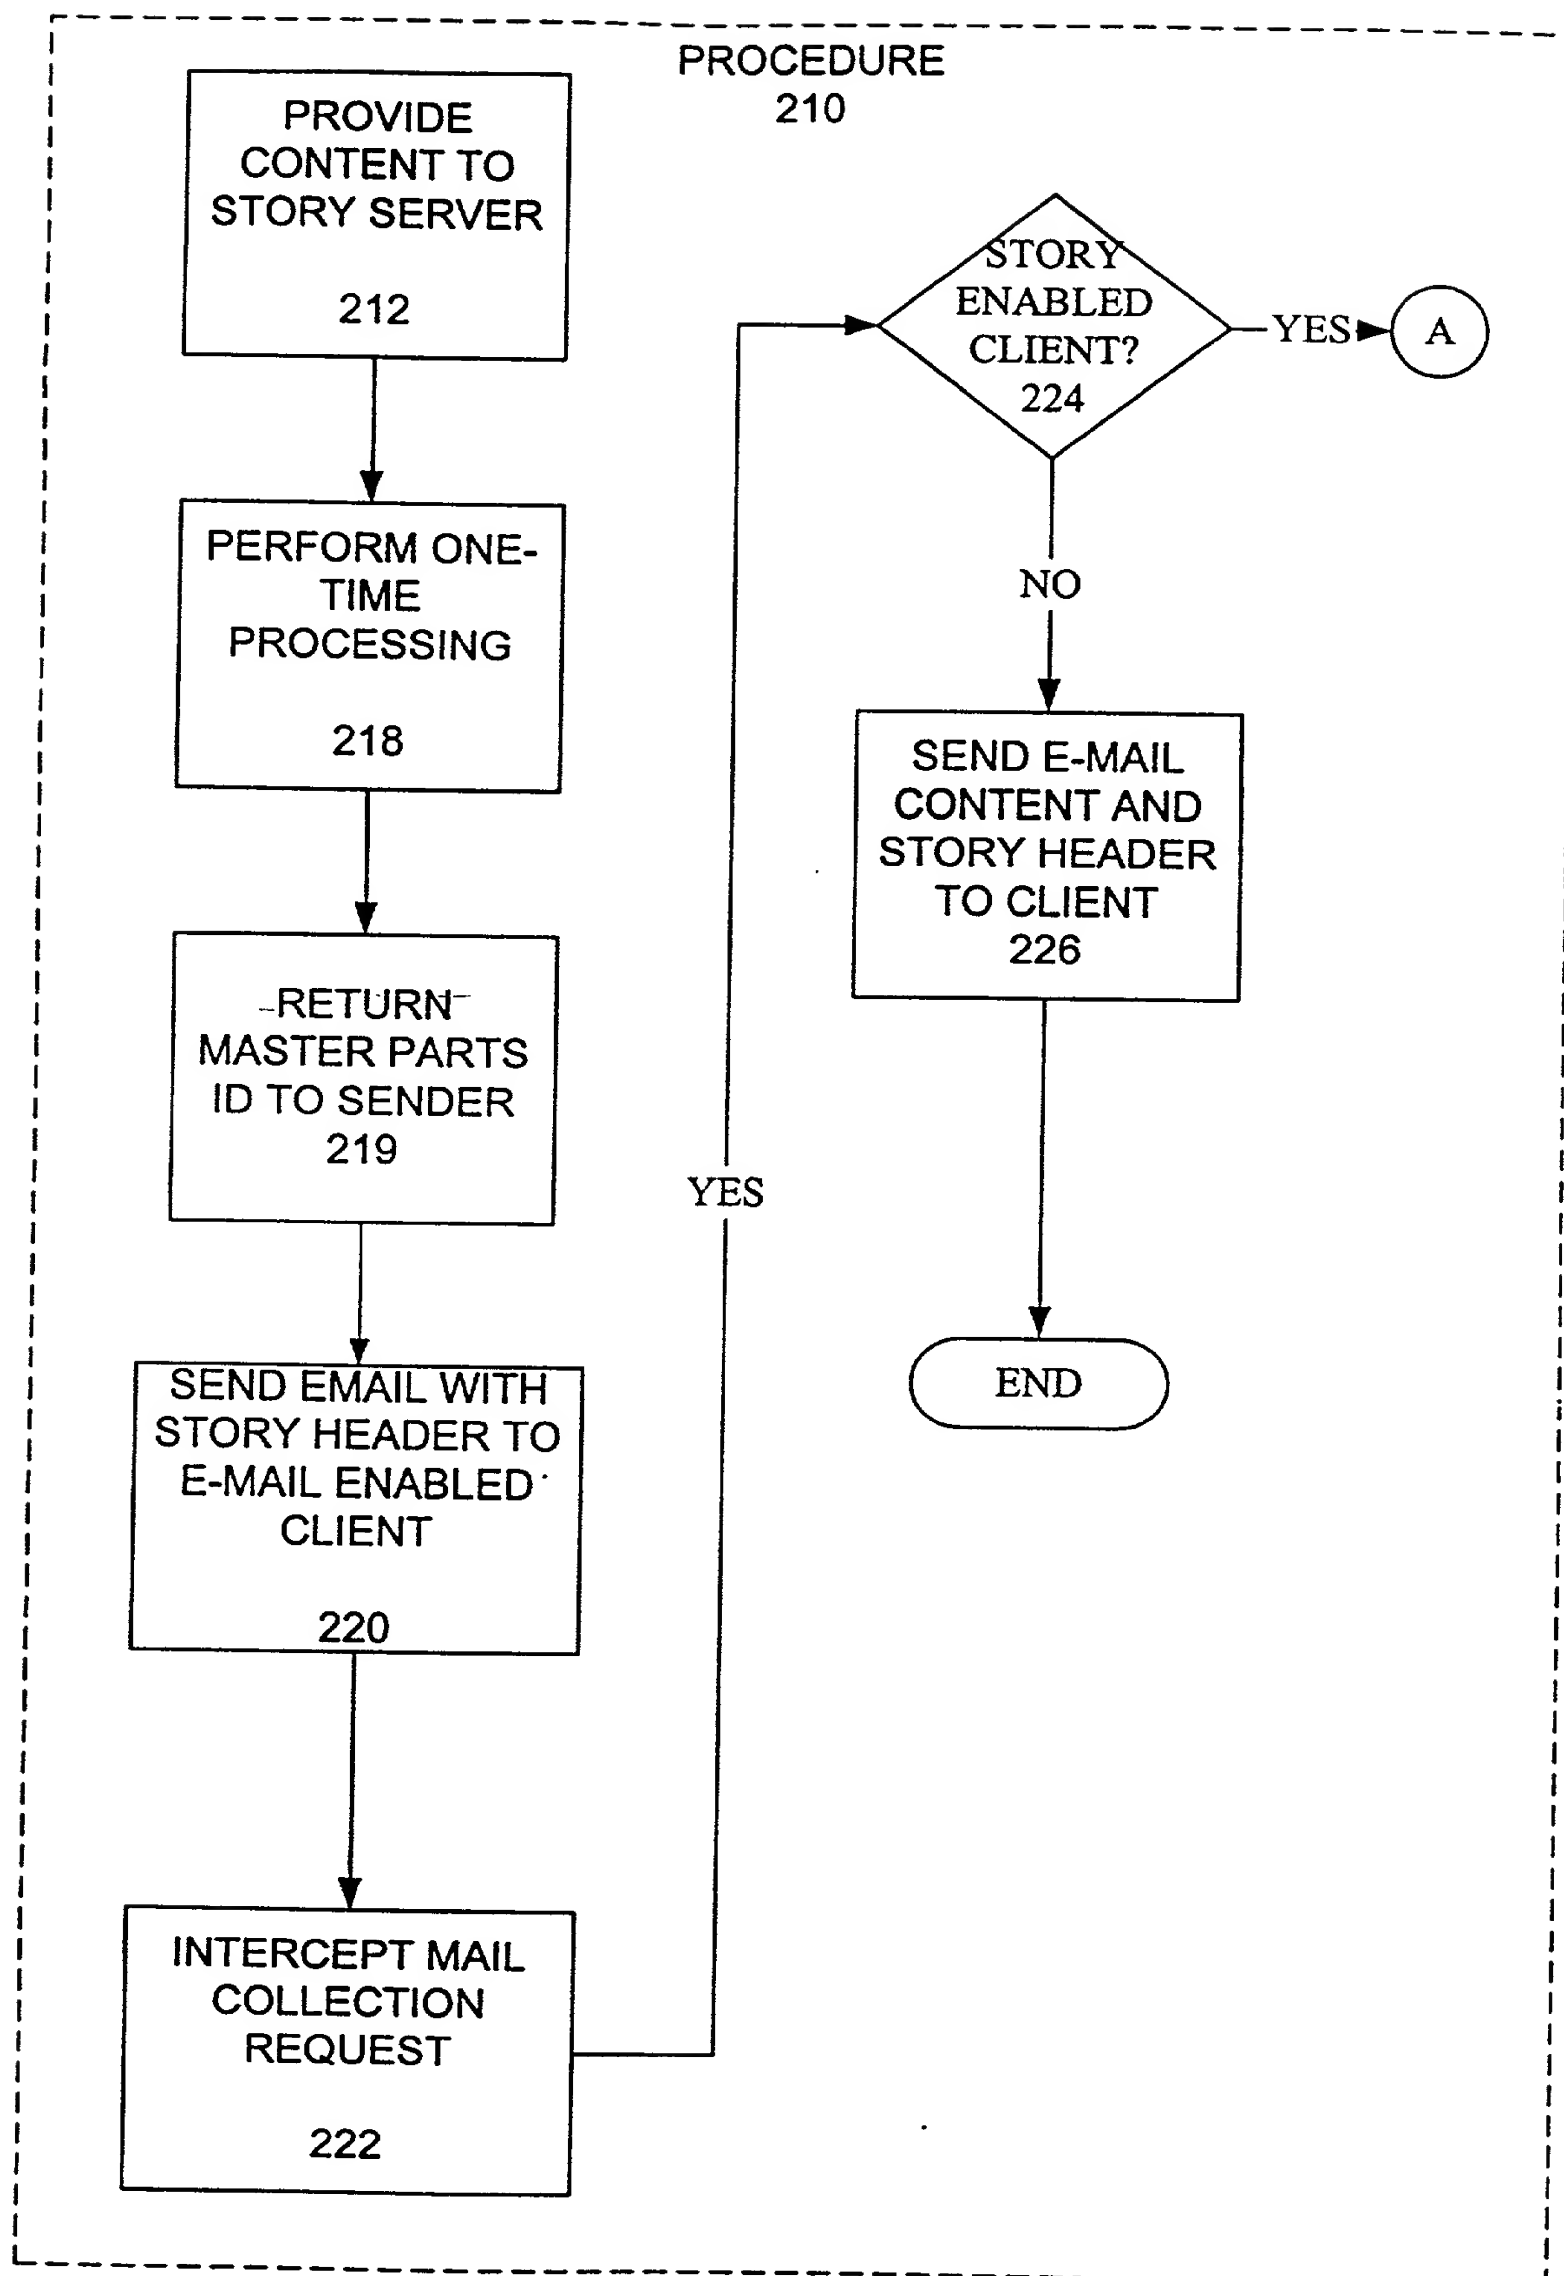 PROCEDURE
210
PROVIDE
CONTENT TO
STORY SERVER
212
PERFORM ONE-
TIME
PROCESSING
218
RETURN
MASTER PARTS
ID TO SENDER
219
SEND EMAIL WITH
STORY HEADER TO
E-MAIL ENABLED
CLIENT
220
INTERCEPT MAIL
COLLECTION
REQUEST
222
YES
STORY
ENABLED
CLIENT?
224
YES
A
NO
SEND E-MAIL
CONTENT AND
STORY HEADER
TO CLIENT
226
END